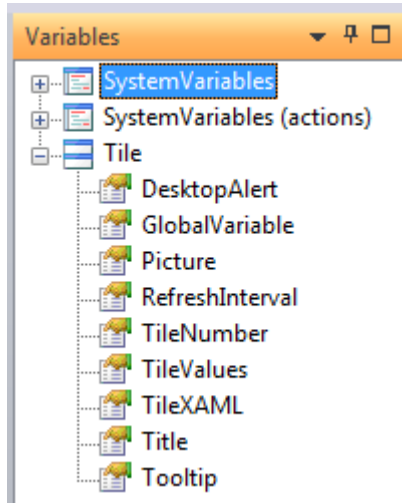 Variables
SystemVariables
SystemVariables (actions)
Tile
DesktopAlert
GlobalVariable
Picture
RefreshInterval
TileNumber
TileValues
TileXAML
Title
Tooltip